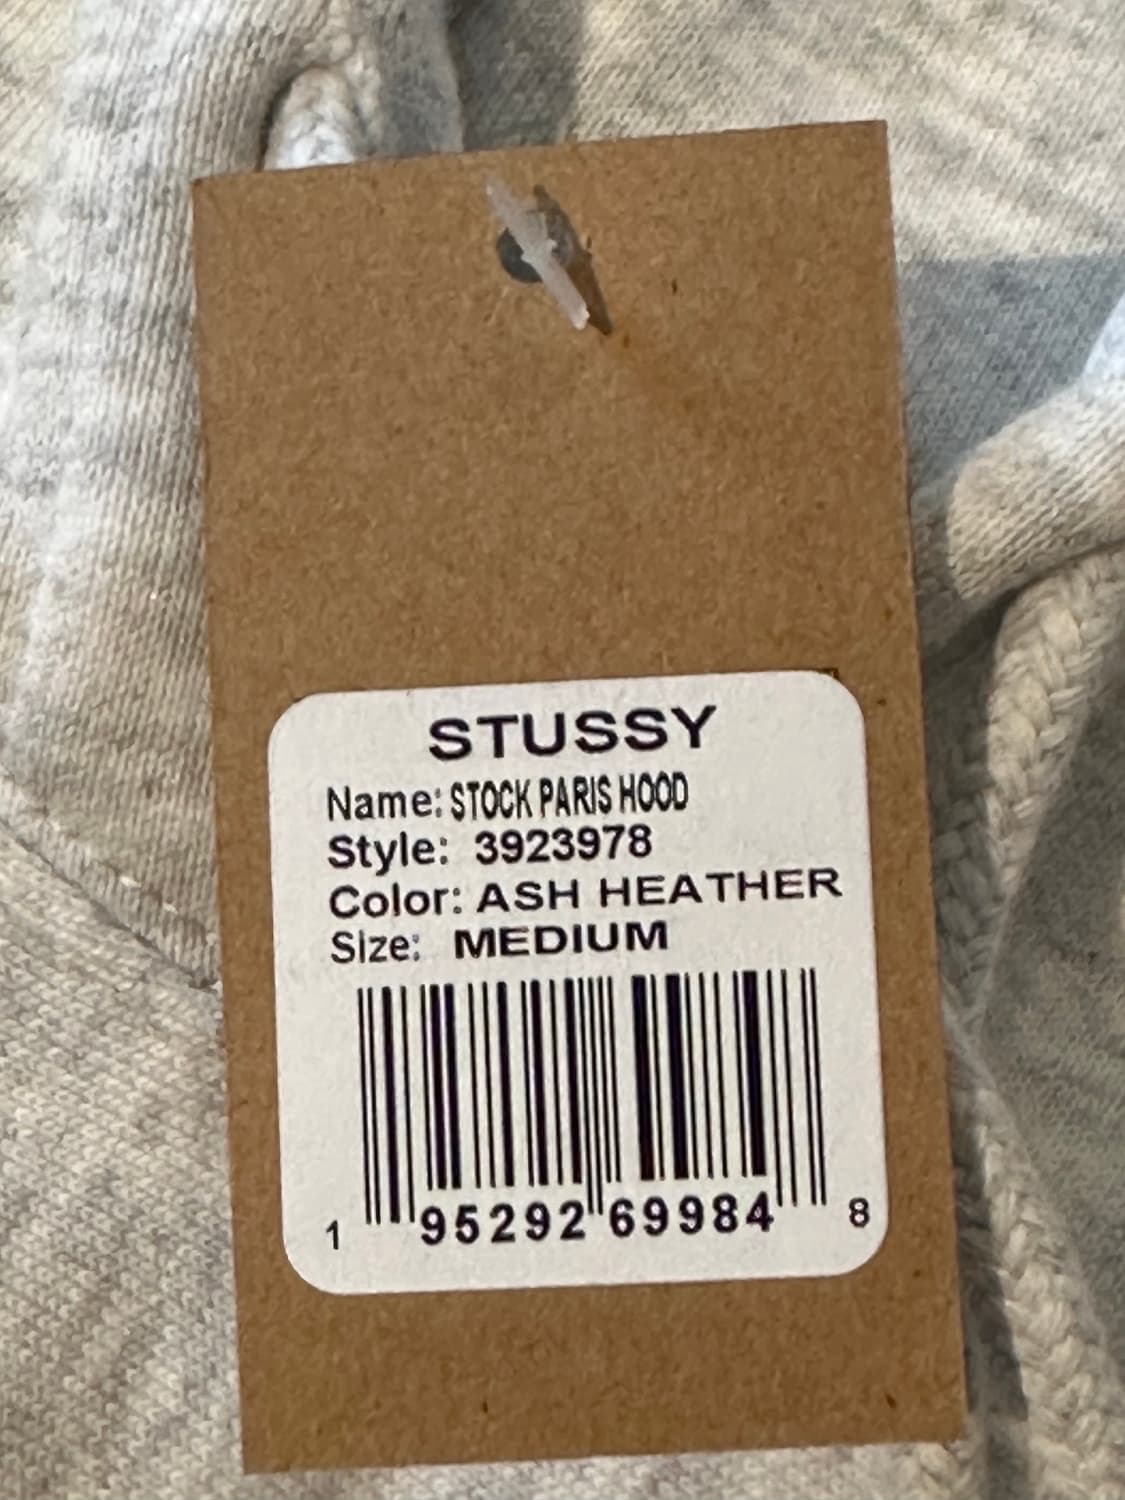 STUSSY
Name: STOCK PARIS HOOD
Style: 3923978
Color: ASH HEATHER
Size: MEDIUM
1 95292 69984 8